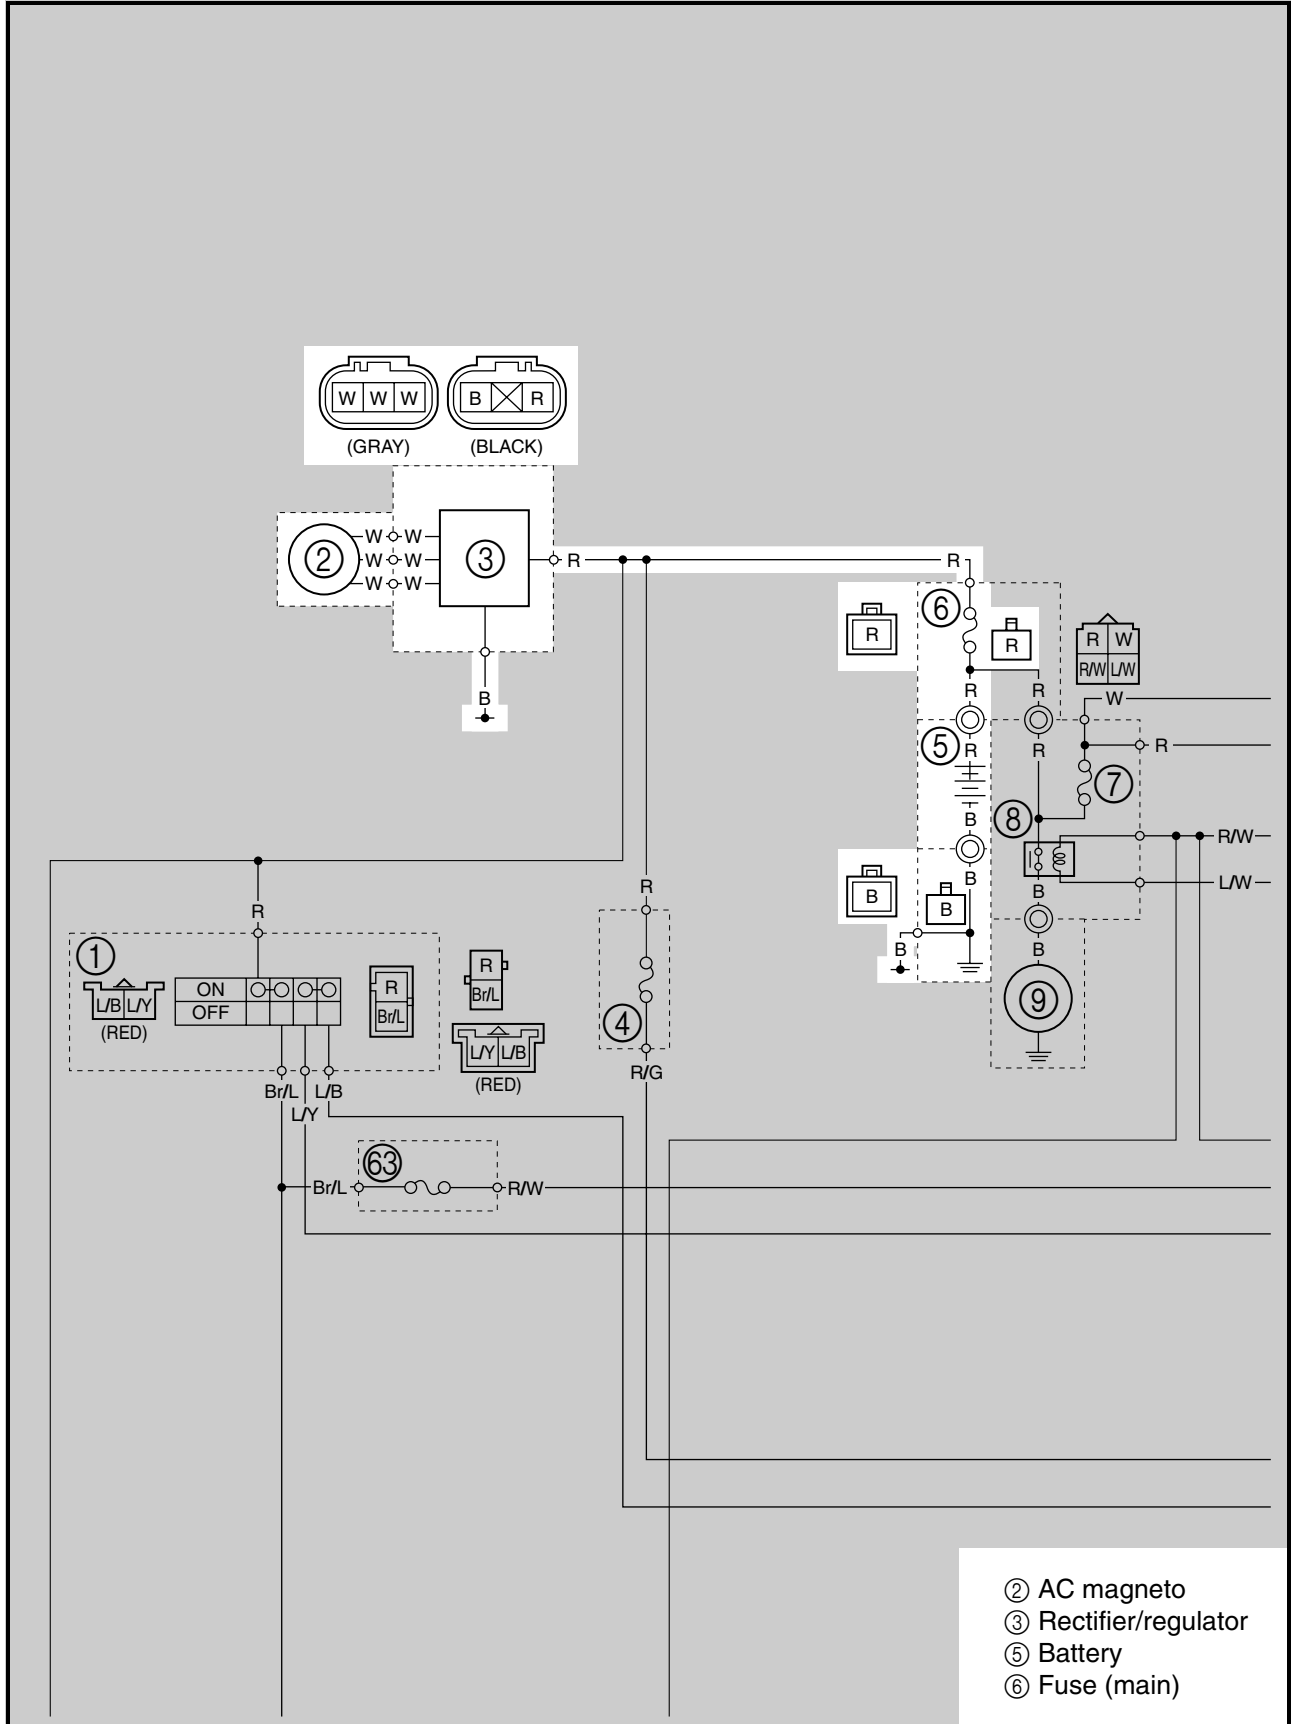 W W W B R
(GRAY) (BLACK)
W W
2 W W 3 R R
W W
6
R R R W
R/W L/W
B R R W
5 R R R
7
8
B R/W
R B B L/W
B B
R B B
1 R
ON R
L/B L/Y OFF Br/L Br/L 4 9
(RED) L/Y L/B
Br/L L/B (RED) R/G
L/Y
63
Br/L R/W
② AC magneto
③ Rectifier/regulator
⑤ Battery
⑥ Fuse (main)